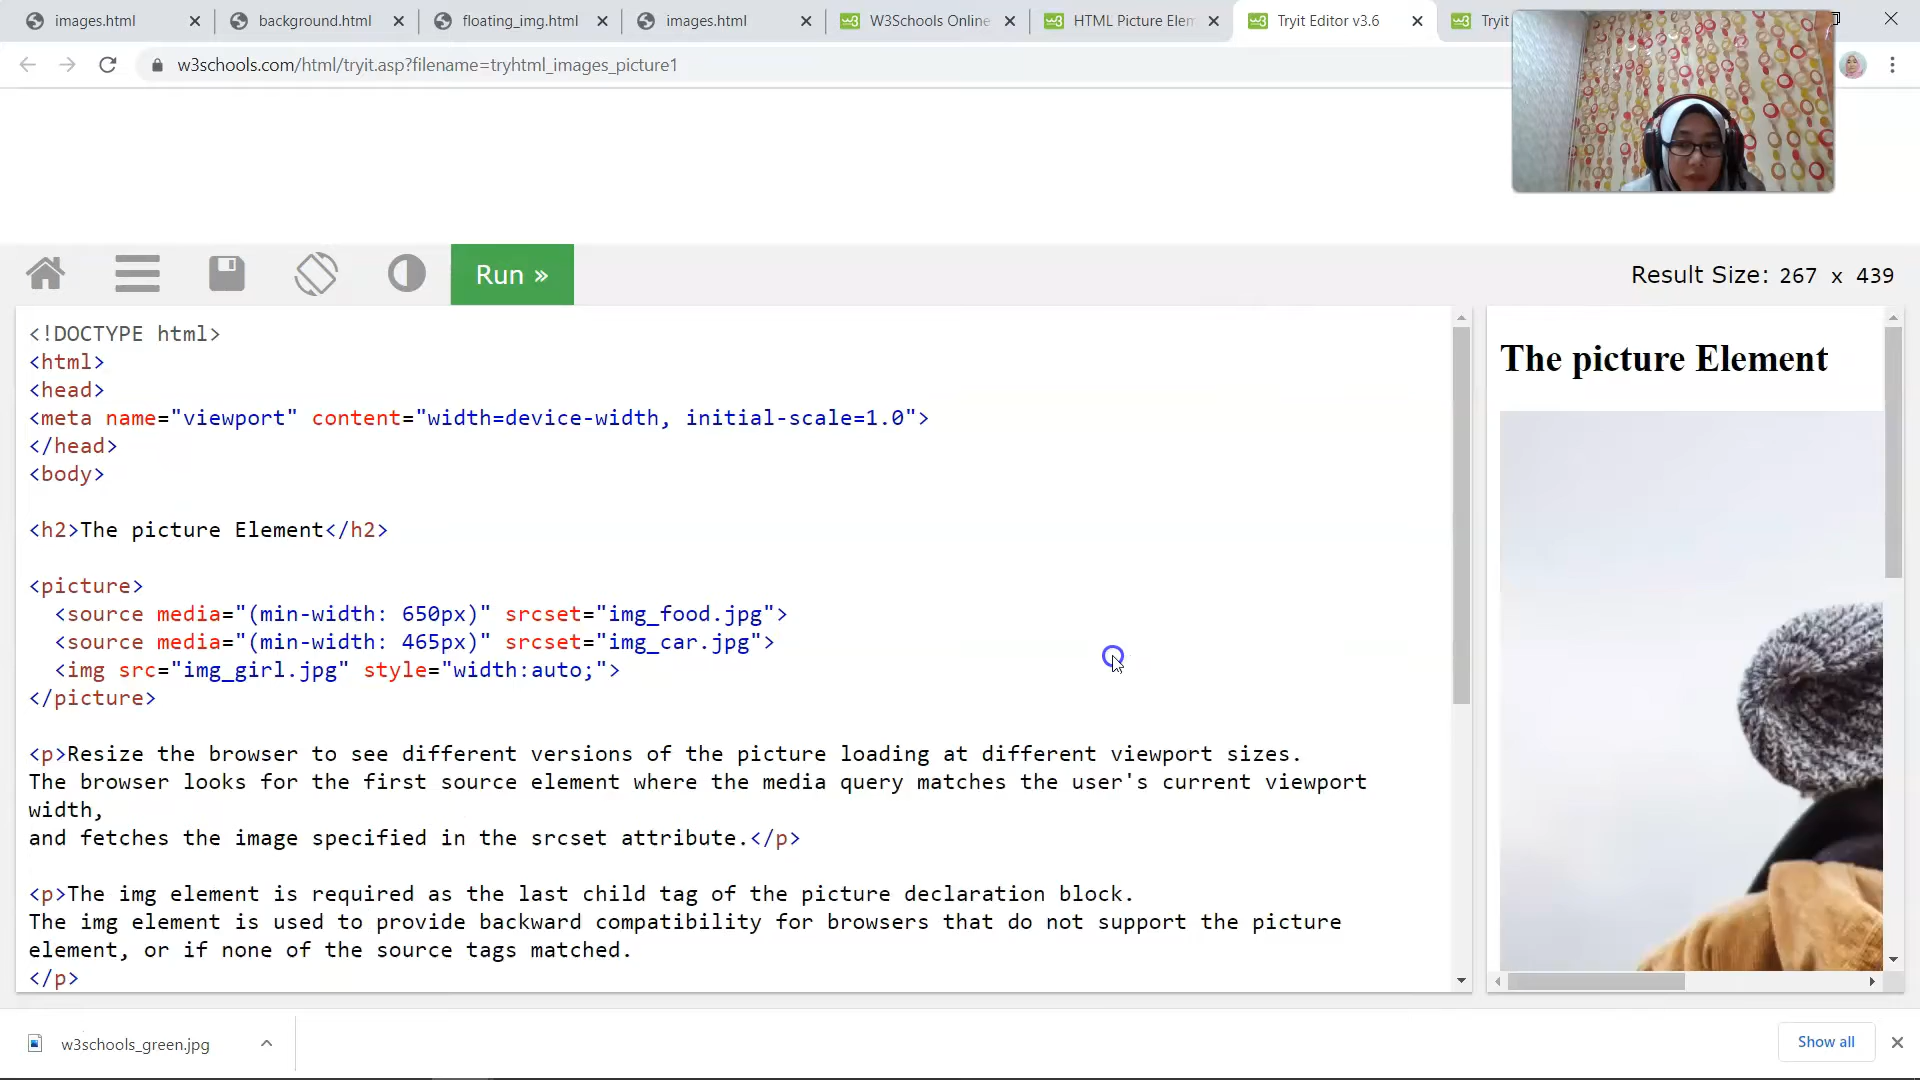 images.html
background.html
floating_img.html
images.html
W3Schools Online
HTML Picture Elem
Tryit Editor v3.6
Tryit
w3schools.com/html/tryit.asp?filename=tryhtml_images_picture1
Run »
Result Size: 267 x 439
<!DOCTYPE html>
<html>
<head>
<meta name="viewport" content="width=device-width, initial-scale=1.0">
</head>
<body>
<h2>The picture Element</h2>
<picture>
<source media="(min-width: 650px)" srcset="img_food.jpg">
<source media="(min-width: 465px)" srcset="img_car.jpg">
<img src="img_girl.jpg" style="width:auto;">
</picture>
<p>Resize the browser to see different versions of the picture loading at different viewport sizes.
The browser looks for the first source element where the media query matches the user's current viewport
width,
and fetches the image specified in the srcset attribute.</p>
<p>The img element is required as the last child tag of the picture declaration block.
The img element is used to provide backward compatibility for browsers that do not support the picture
element, or if none of the source tags matched.
</p>
The picture Element
w3schools_green.jpg
Show all